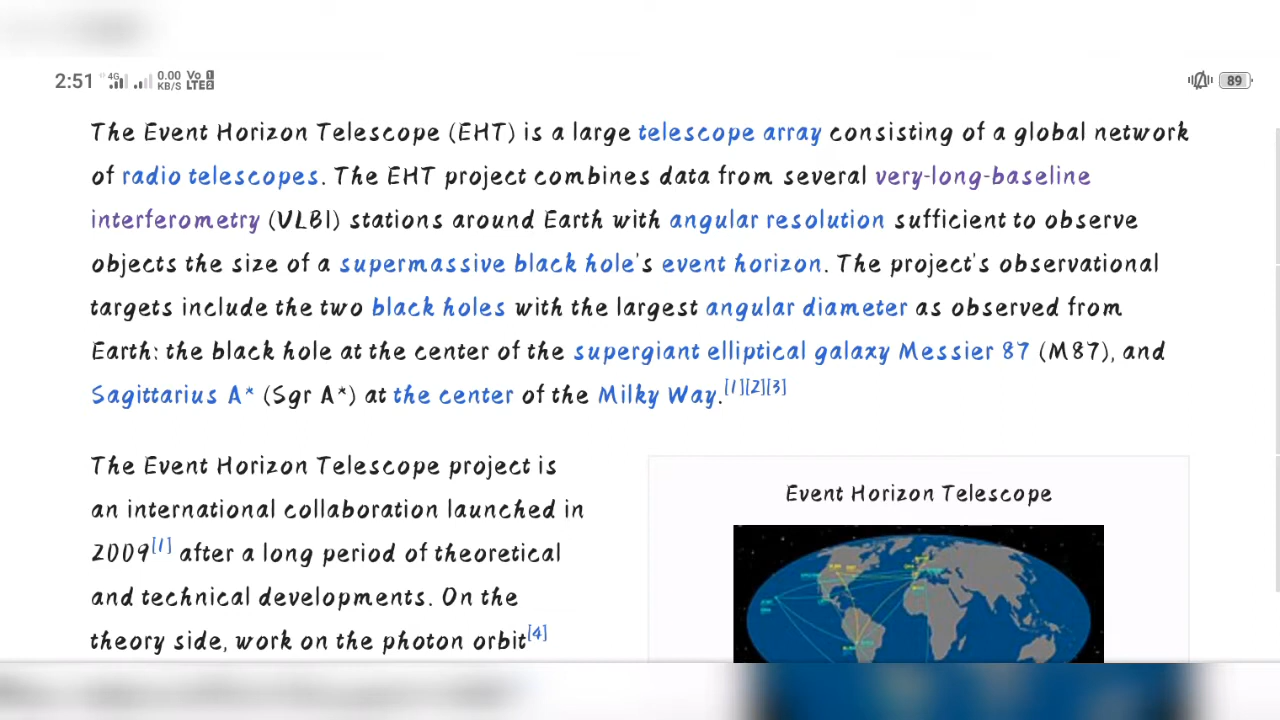 2:51 4G 0.00 KB/S Vo LTE 1 2 89
The Event Horizon Telescope (EHT) is a large telescope array consisting of a global network
of radio telescopes. The EHT project combines data from several very-long-baseline
interferometry (VLBI) stations around Earth with angular resolution sufficient to observe
objects the size of a supermassive black hole's event horizon. The project's observational
targets include the two black holes with the largest angular diameter as observed from
Earth: the black hole at the center of the supergiant elliptical galaxy Messier 87 (M87), and
Sagittarius A* (Sgr A*) at the center of the Milky Way.[1][2][3]
The Event Horizon Telescope project is
an international collaboration launched in
2009[1] after a long period of theoretical
and technical developments. On the
theory side, work on the photon orbit[4]
Event Horizon Telescope